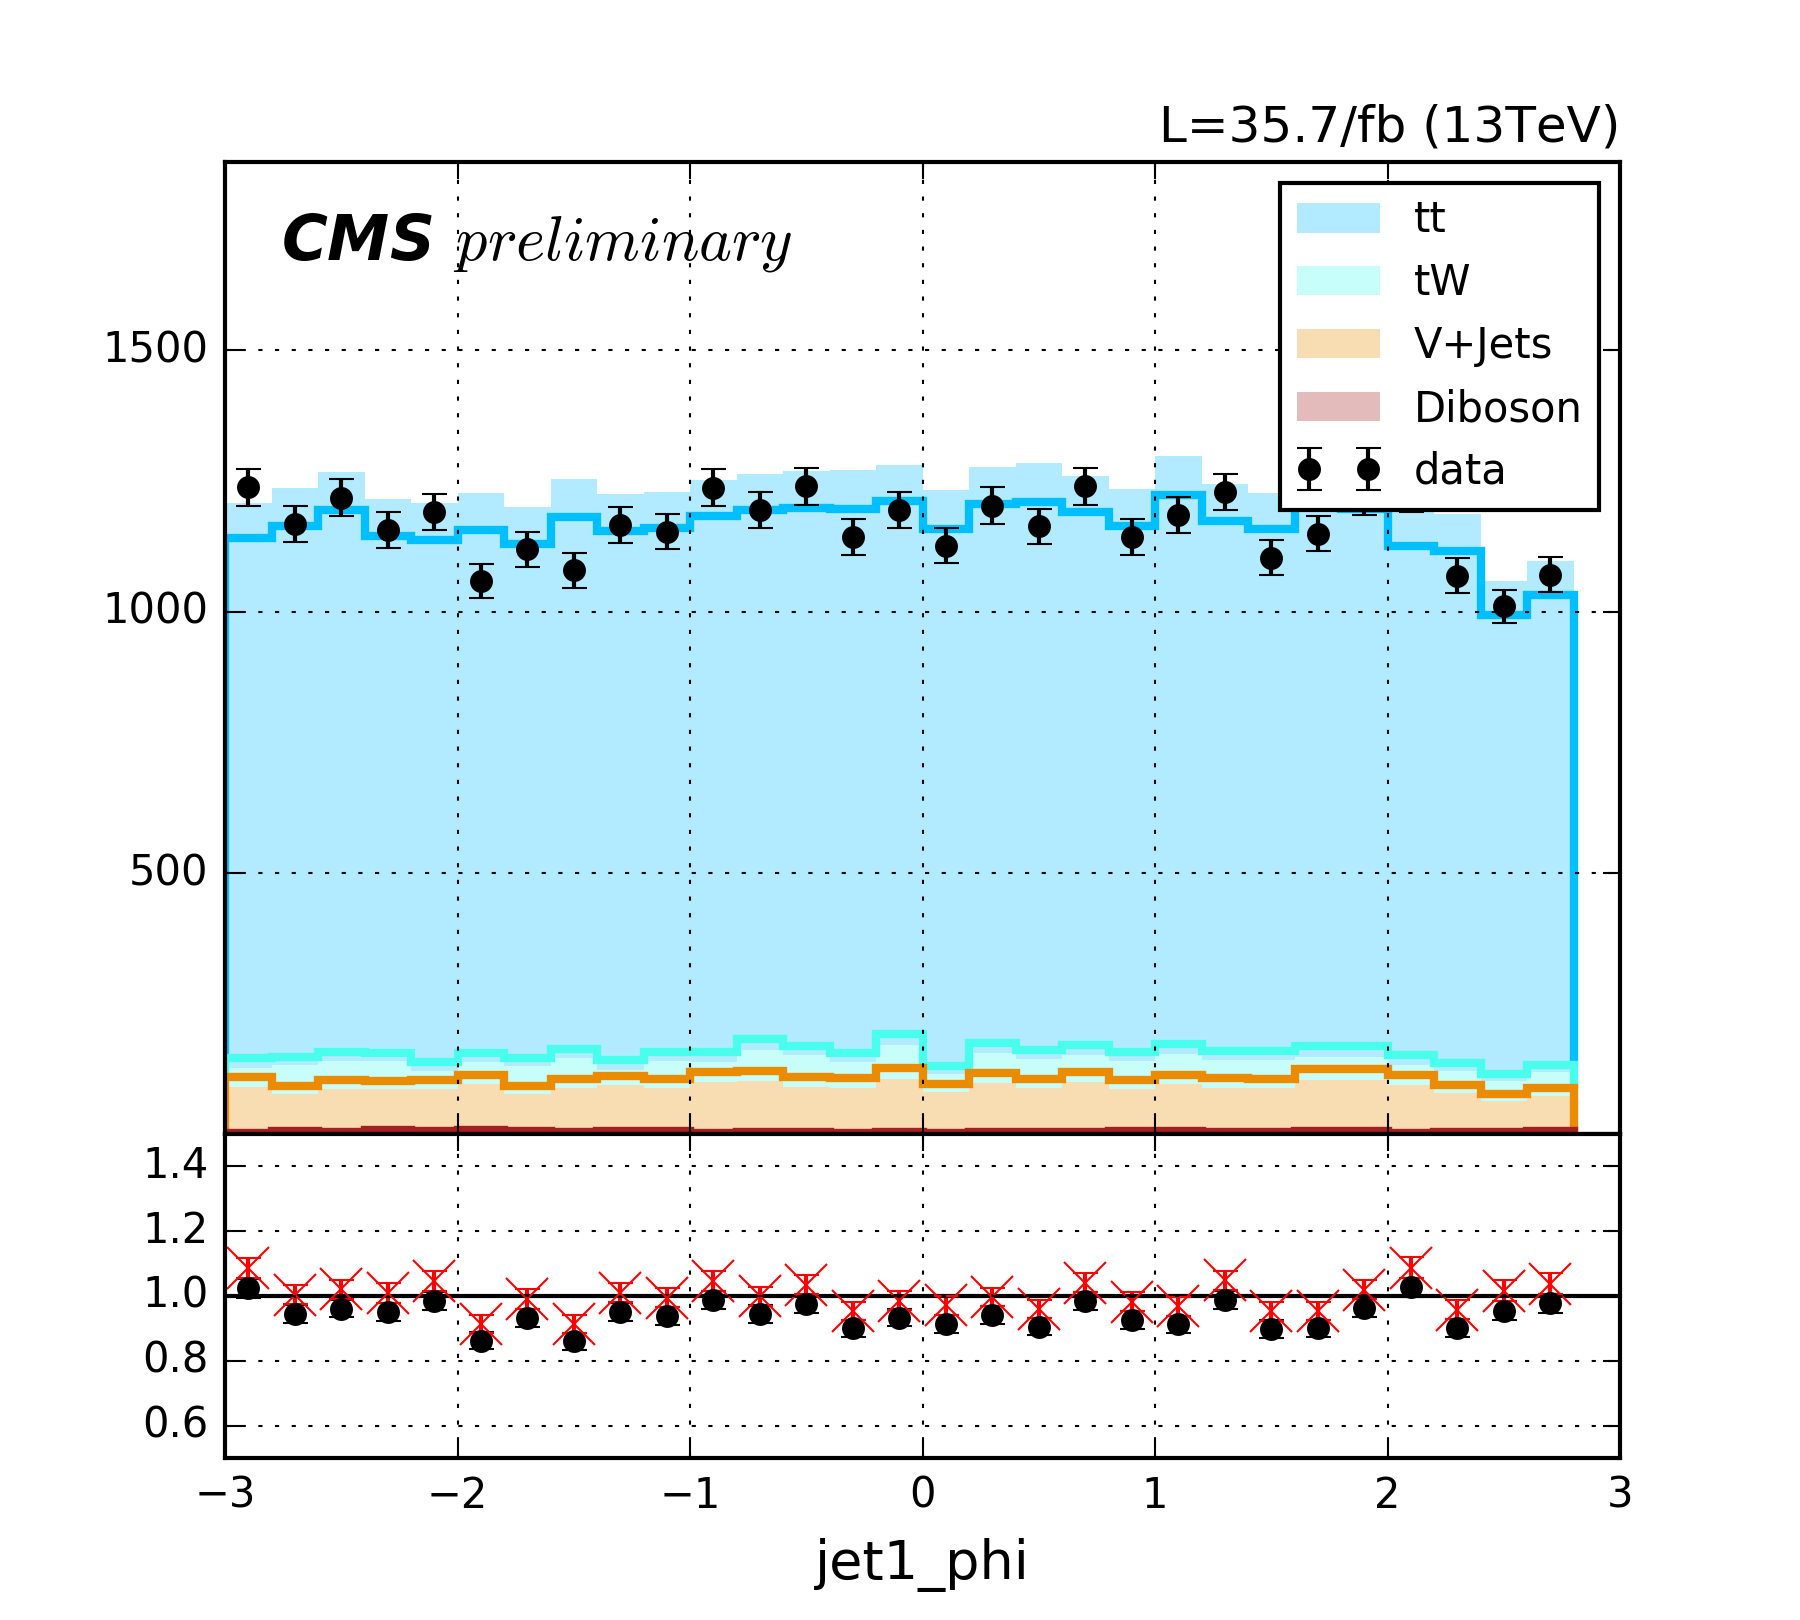 L=35.7/fb (13TeV)
CMS preliminary
tt
tW
V+Jets
Diboson
data
1500
1000
500
1.4
1.2
1.0
0.8
0.6
−3 −2 −1 0 1 2 3
jet1_phi